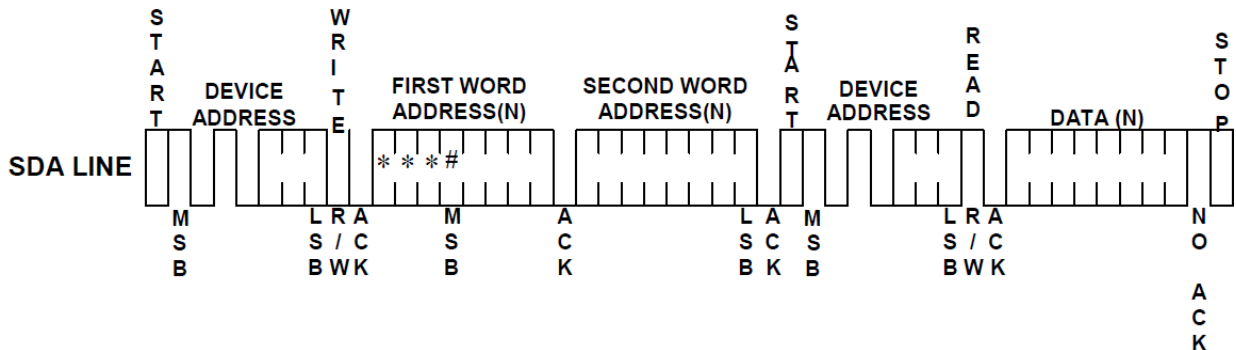 START
WRITE
START
READ
STOP
DEVICE
ADDRESS
FIRST WORD
ADDRESS(N)
SECOND WORD
ADDRESS(N)
DEVICE
ADDRESS
DATA (N)
SDA LINE
* * * #
MSB
LSB
R/W
ACK
MSB
ACK
LSB
ACK
MSB
LSB
R/W
ACK
NO ACK